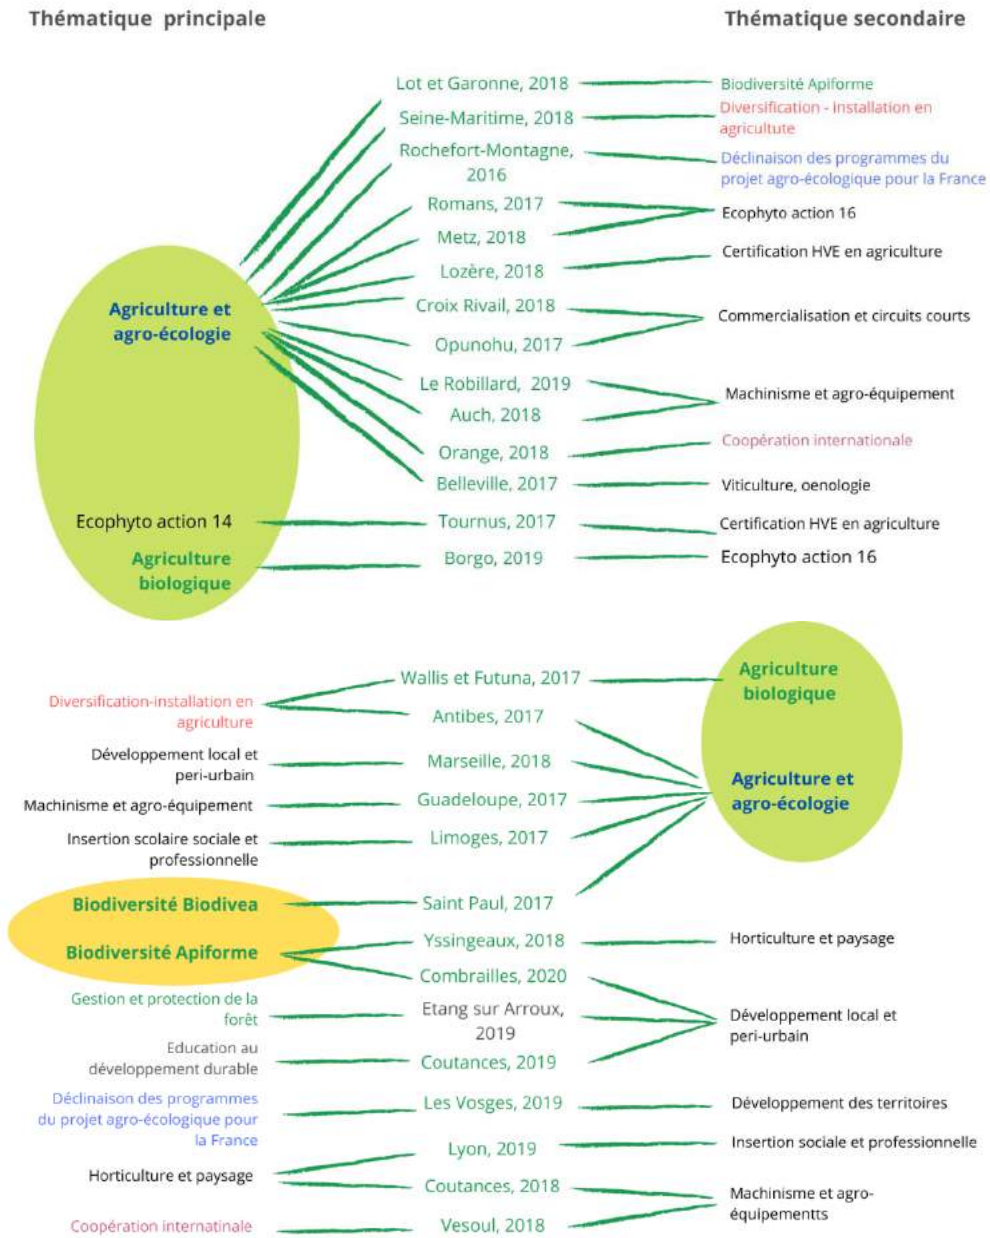 Thématique principale
Thématique secondaire
Lot et Garonne, 2018
Biodiversité Apiforme
Seine-Maritime, 2018
Diversification - installation en
agricultute
Rochefort-Montagne,
2016
Déclinaison des programmes du
projet agro-écologique pour la France
Romans, 2017
Metz, 2018
Ecophyto action 16
Lozère, 2018
Certification HVE en agriculture
Agriculture et
agro-écologie
Croix Rivail, 2018
Opunohu, 2017
Commercialisation et circuits courts
Le Robillard, 2019
Auch, 2018
Machinisme et agro-équipement
Orange, 2018
Coopération internationale
Belleville, 2017
Viticulture, oenologie
Ecophyto action 14
Tournus, 2017
Certification HVE en agriculture
Agriculture
biologique
Borgo, 2019
Ecophyto action 16
Diversification-installation en
agriculture
Wallis et Futuna, 2017
Agriculture
biologique
Antibes, 2017
Développement local et
peri-urbain
Marseille, 2018
Agriculture et
agro-écologie
Machinisme et agro-équipement
Guadeloupe, 2017
Insertion scolaire sociale et
professionnelle
Limoges, 2017
Biodiversité Biodivea
Saint Paul, 2017
Biodiversité Apiforme
Yssingeaux, 2018
Horticulture et paysage
Combrailles, 2020
Gestion et protection de la
forêt
Etang sur Arroux,
2019
Développement local et
peri-urbain
Education au
développement durable
Coutances, 2019
Déclinaison des programmes
du projet agro-écologique pour
la France
Les Vosges, 2019
Développement des territoires
Horticulture et paysage
Lyon, 2019
Insertion sociale et professionnelle
Coutances, 2018
Machinisme et agro-
équipementts
Coopération internatinale
Vesoul, 2018